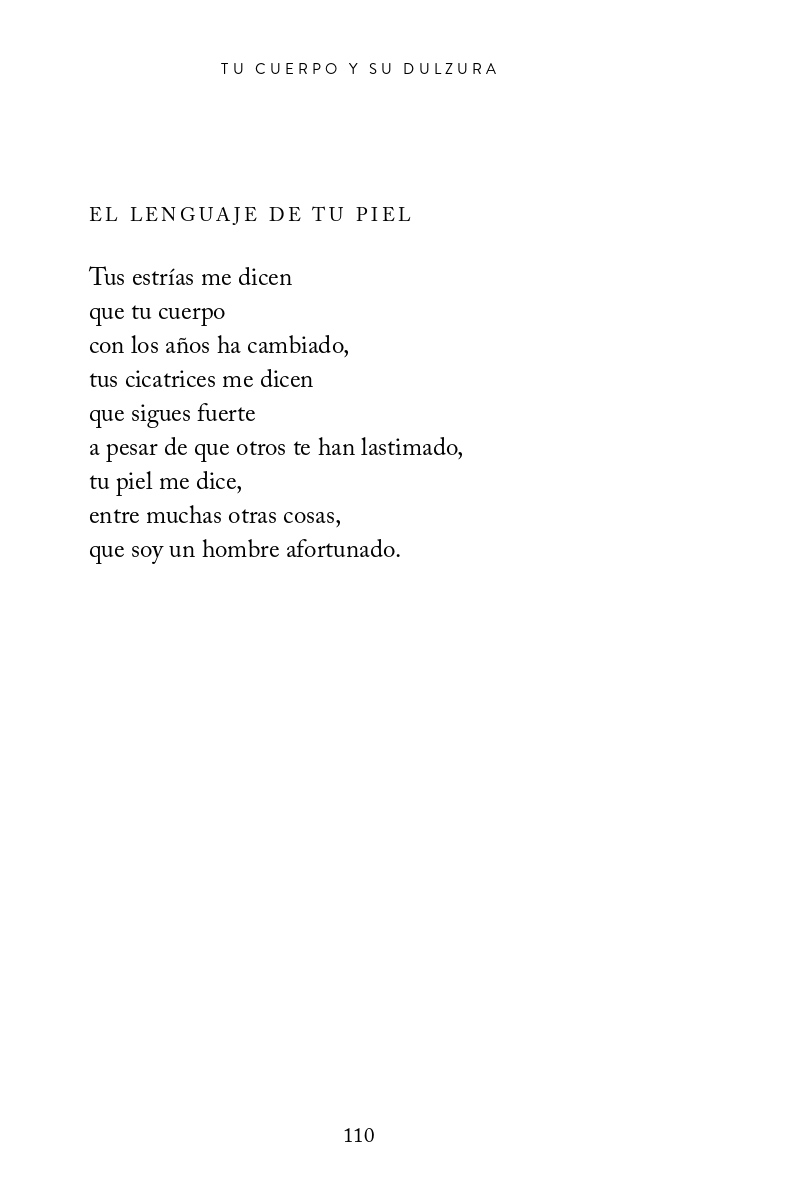 TU CUERPO Y SU DULZURA
EL LENGUAJE DE TU PIEL
Tus estrías me dicen
que tu cuerpo
con los años ha cambiado,
tus cicatrices me dicen
que sigues fuerte
a pesar de que otros te han lastimado,
tu piel me dice,
entre muchas otras cosas,
que soy un hombre afortunado.
110